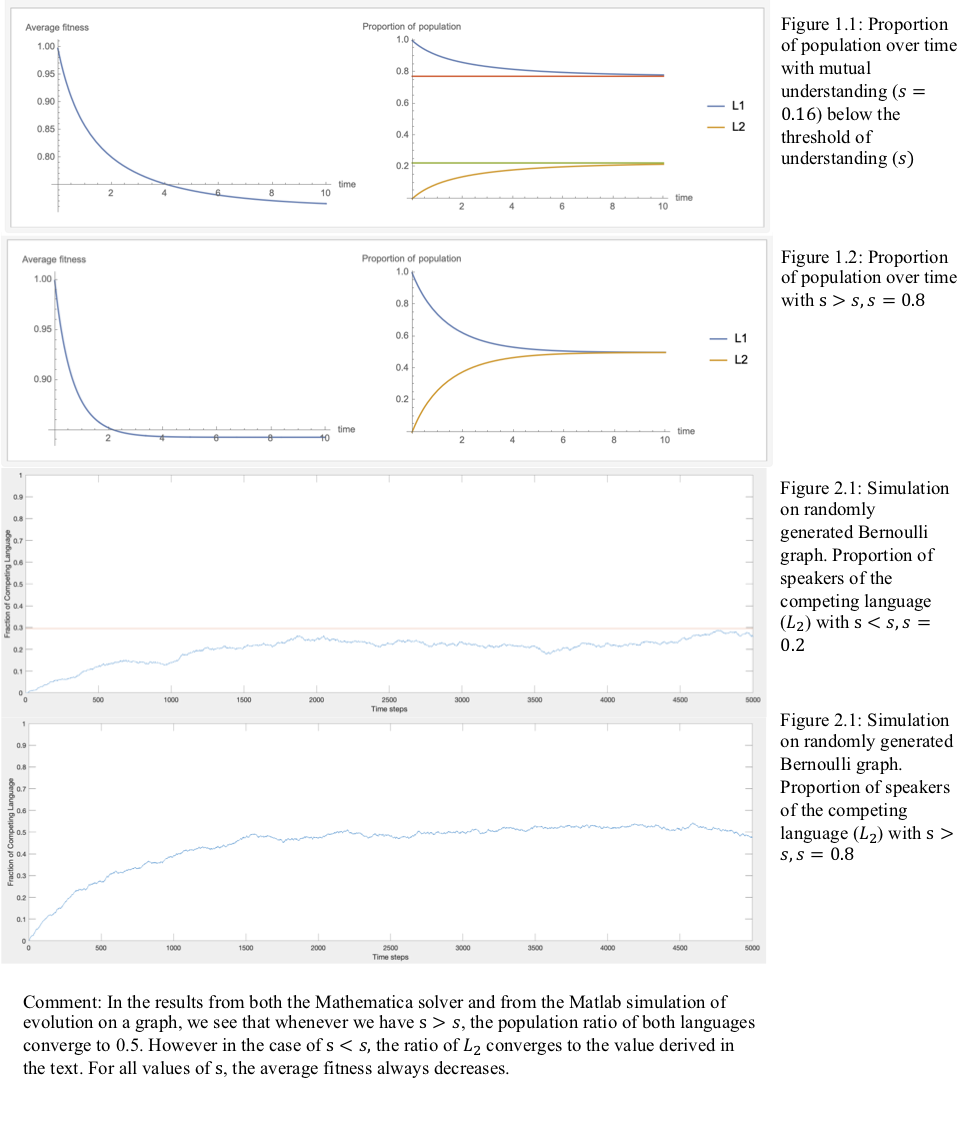 Average fitness
1.00
0.95
0.90
0.85
0.80
2
4
6
8
10
time
Proportion of population
1.0
0.8
0.6
0.4
0.2
2
4
6
8
10
time
L1
L2
Figure 1.1: Proportion
of population over time
with mutual
understanding (s =
0.16) below the
threshold of
understanding (s)
Average fitness
1.00
0.95
0.90
2
4
6
8
10
time
Proportion of population
1.0
0.8
0.6
0.4
0.2
2
4
6
8
10
time
L1
L2
Figure 1.2: Proportion
of population over time
with s > s, s = 0.8
Fraction of Competing Language
1
0.9
0.8
0.7
0.6
0.5
0.4
0.3
0.2
0.1
0
0
500
1000
1500
2000
2500
3000
3500
4000
4500
5000
Time steps
Figure 2.1: Simulation
on randomly
generated Bernoulli
graph. Proportion of
speakers of the
competing language
(L₂) with s < s, s =
0.2
Fraction of Competing Language
1
0.9
0.8
0.7
0.6
0.5
0.4
0.3
0.2
0.1
0
0
500
1000
1500
2000
2500
3000
3500
4000
4500
5000
Time steps
Figure 2.1: Simulation
on randomly generated
Bernoulli graph.
Proportion of speakers
of the competing
language (L₂) with s >
s, s = 0.8
Comment: In the results from both the Mathematica solver and from the Matlab simulation of
evolution on a graph, we see that whenever we have s > s, the population ratio of both languages
converge to 0.5. However in the case of s < s, the ratio of L₂ converges to the value derived in
the text. For all values of s, the average fitness always decreases.